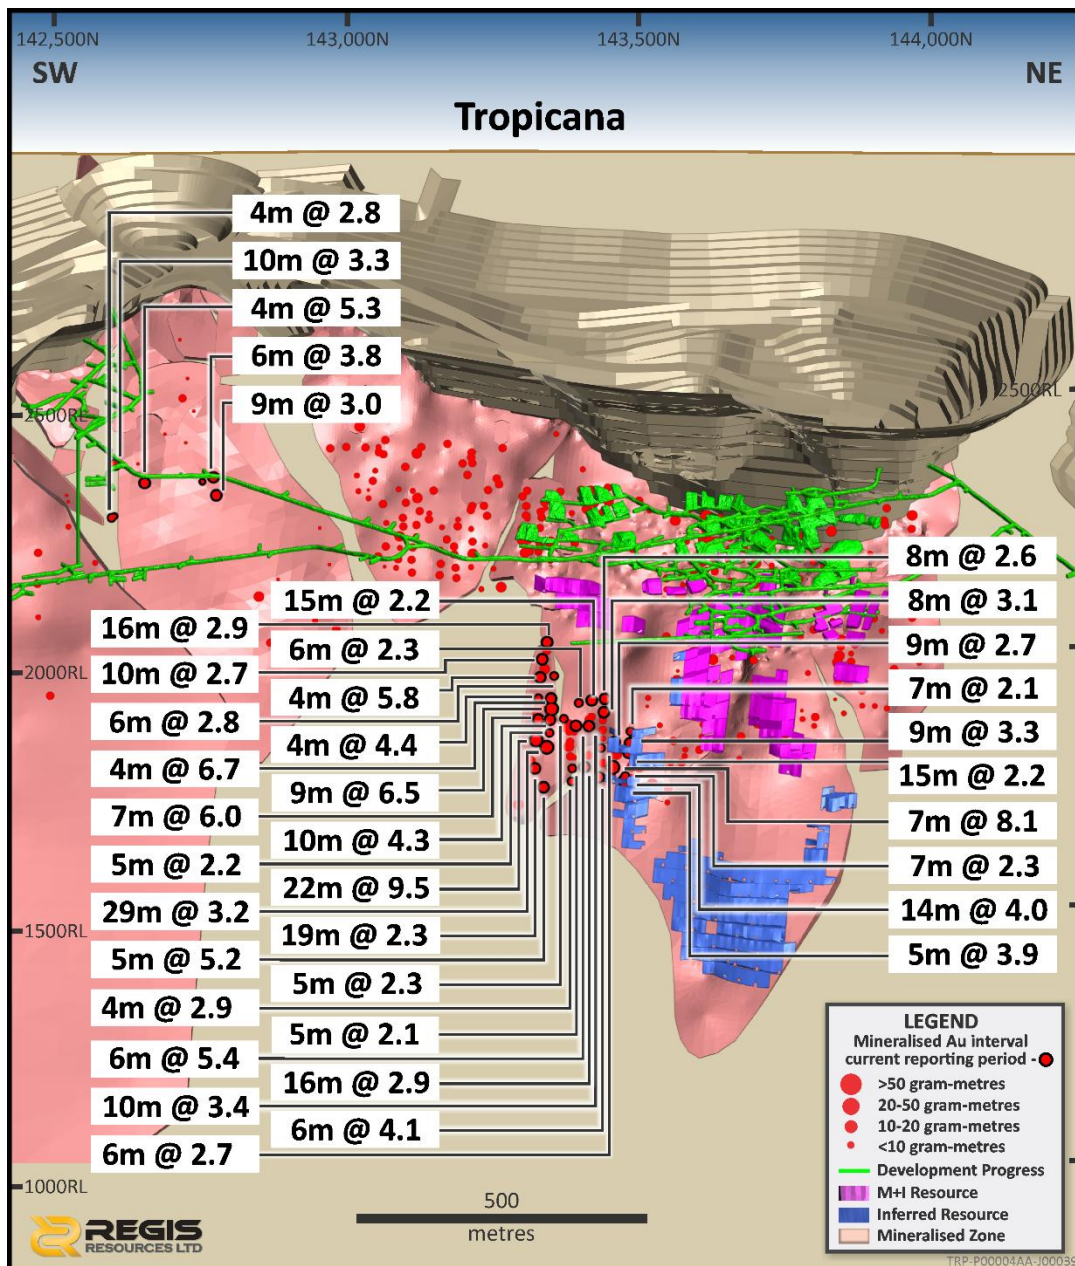 142,500N
143,000N
143,500N
144,000N
SW
NE
Tropicana
4m @ 2.8
10m @ 3.3
4m @ 5.3
6m @ 3.8
9m @ 3.0
2500RL
2500RL
15m @ 2.2
16m @ 2.9
6m @ 2.3
10m @ 2.7
4m @ 5.8
6m @ 2.8
4m @ 4.4
4m @ 6.7
9m @ 6.5
7m @ 6.0
10m @ 4.3
5m @ 2.2
22m @ 9.5
29m @ 3.2
19m @ 2.3
5m @ 5.2
5m @ 2.3
4m @ 2.9
5m @ 2.1
6m @ 5.4
16m @ 2.9
10m @ 3.4
6m @ 4.1
6m @ 2.7
8m @ 2.6
8m @ 3.1
9m @ 2.7
7m @ 2.1
9m @ 3.3
15m @ 2.2
7m @ 8.1
7m @ 2.3
14m @ 4.0
5m @ 3.9
2000RL
1500RL
1000RL
500
metres
REGIS
RESOURCES LTD
LEGEND
Mineralised Au interval
current reporting period -
>50 gram-metres
20-50 gram-metres
10-20 gram-metres
<10 gram-metres
Development Progress
M+I Resource
Inferred Resource
Mineralised Zone
TRP-P00004AA-J00039